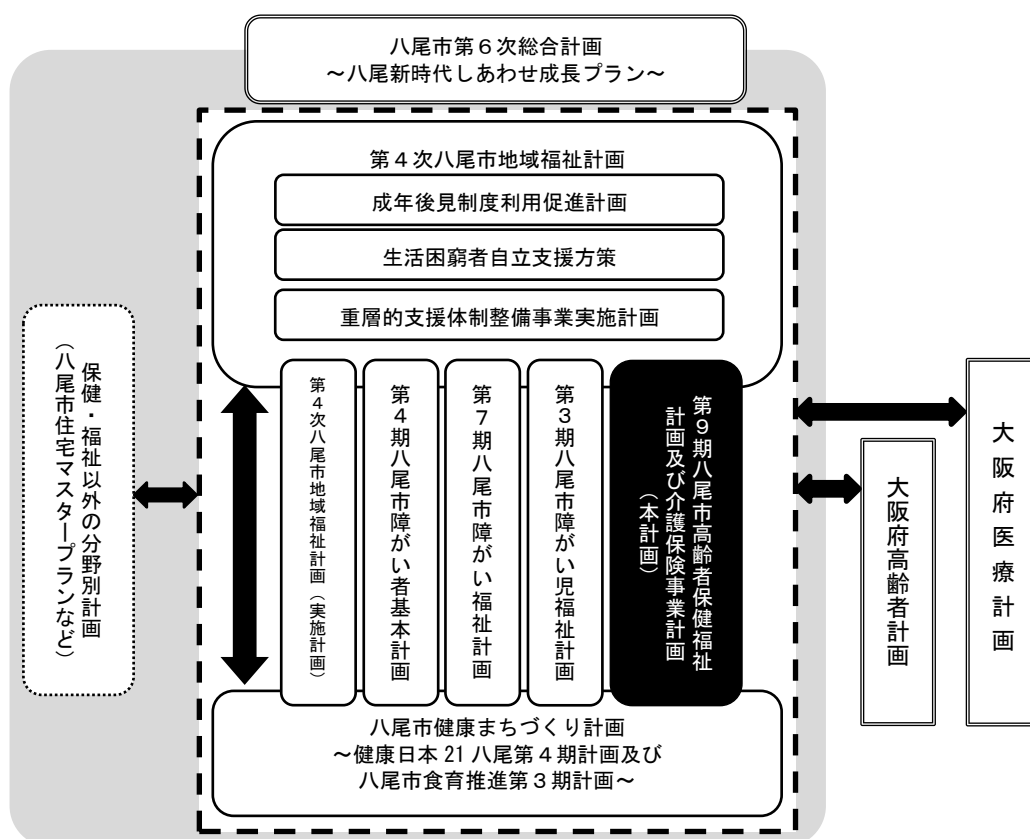 八尾市第６次総合計画
～八尾新時代しあわせ成長プラン～
第４次八尾市地域福祉計画
成年後見制度利用促進計画
生活困窮者自立支援方策
重層的支援体制整備事業実施計画
保健・福祉以外の分野別計画
（八尾市住宅マスタープランなど）
第４次八尾市地域福祉計画（実施計画）
第４期八尾市障がい者基本計画
第７期八尾市障がい福祉計画
第３期八尾市障がい児福祉計画
第９期八尾市高齢者保健福祉
計画及び介護保険事業計画
（本計画）
大阪府高齢者計画
大阪府医療計画
八尾市健康まちづくり計画
～健康日本 21 八尾第４期計画及び
八尾市食育推進第３期計画～